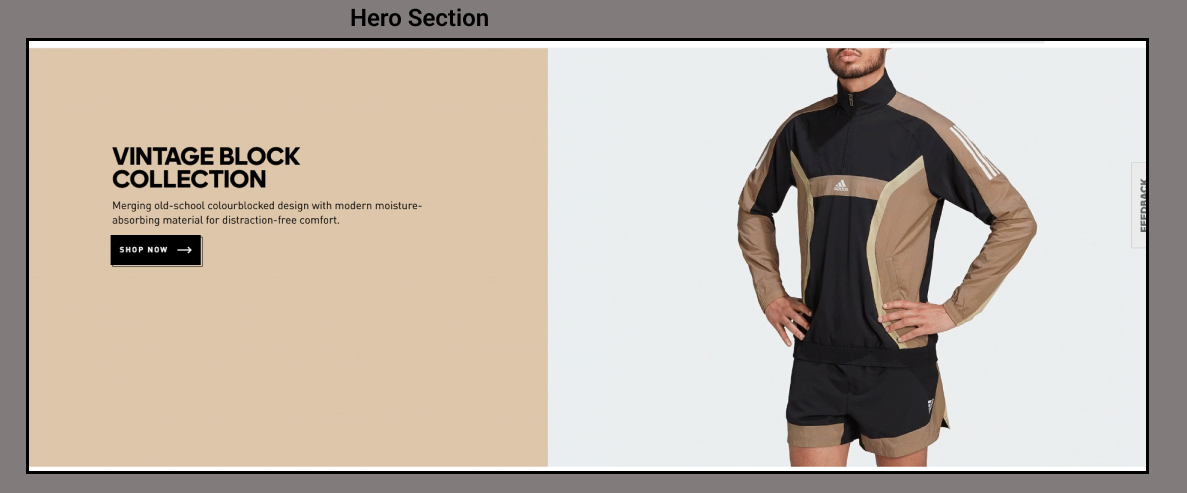 Hero Section
VINTAGE BLOCK
COLLECTION
Merging old-school colourblocked design with modern moisture-
absorbing material for distraction-free comfort.
SHOP NOW
adidas
FEEDBACK